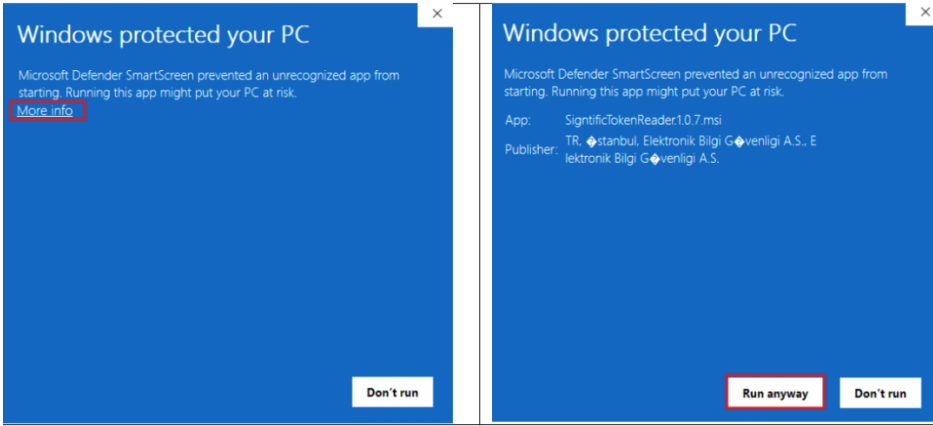 Windows protected your PC
Microsoft Defender SmartScreen prevented an unrecognized app from
starting. Running this app might put your PC at risk.
More info
Don't run
Windows protected your PC
Microsoft Defender SmartScreen prevented an unrecognized app from
starting. Running this app might put your PC at risk.
App: SigntificTokenReader.1.0.7.msi
Publisher: TR, �stanbul, Elektronik Bilgi G�venligi A.S., E
lektronik Bilgi G�venligi A.S.
Run anyway
Don't run